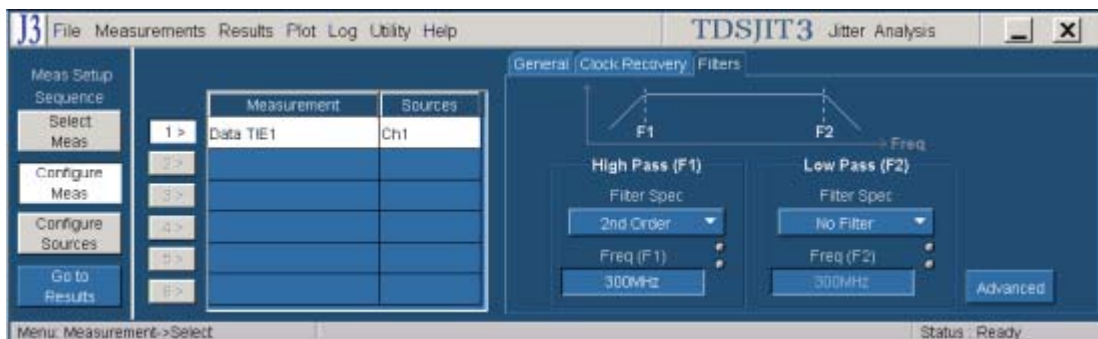 J3 File Measurements Results Plot Log Utility Help TDSJIT3 Jitter Analysis
Meas Setup
Sequence
Select
Meas
Configure
Meas
Configure
Sources
Go to
Results
Measurement Sources
1 > Data TIE1 Ch1
2 >
3 >
4 >
5 >
6 >
General Clock Recovery Filters
F1 F2 Freq
High Pass (F1)
Filter Spec
2nd Order
Freq (F1)
300MHz
Low Pass (F2)
Filter Spec
No Filter
Freq (F2)
300MHz
Advanced
Menu: Measurement->Select Status : Ready